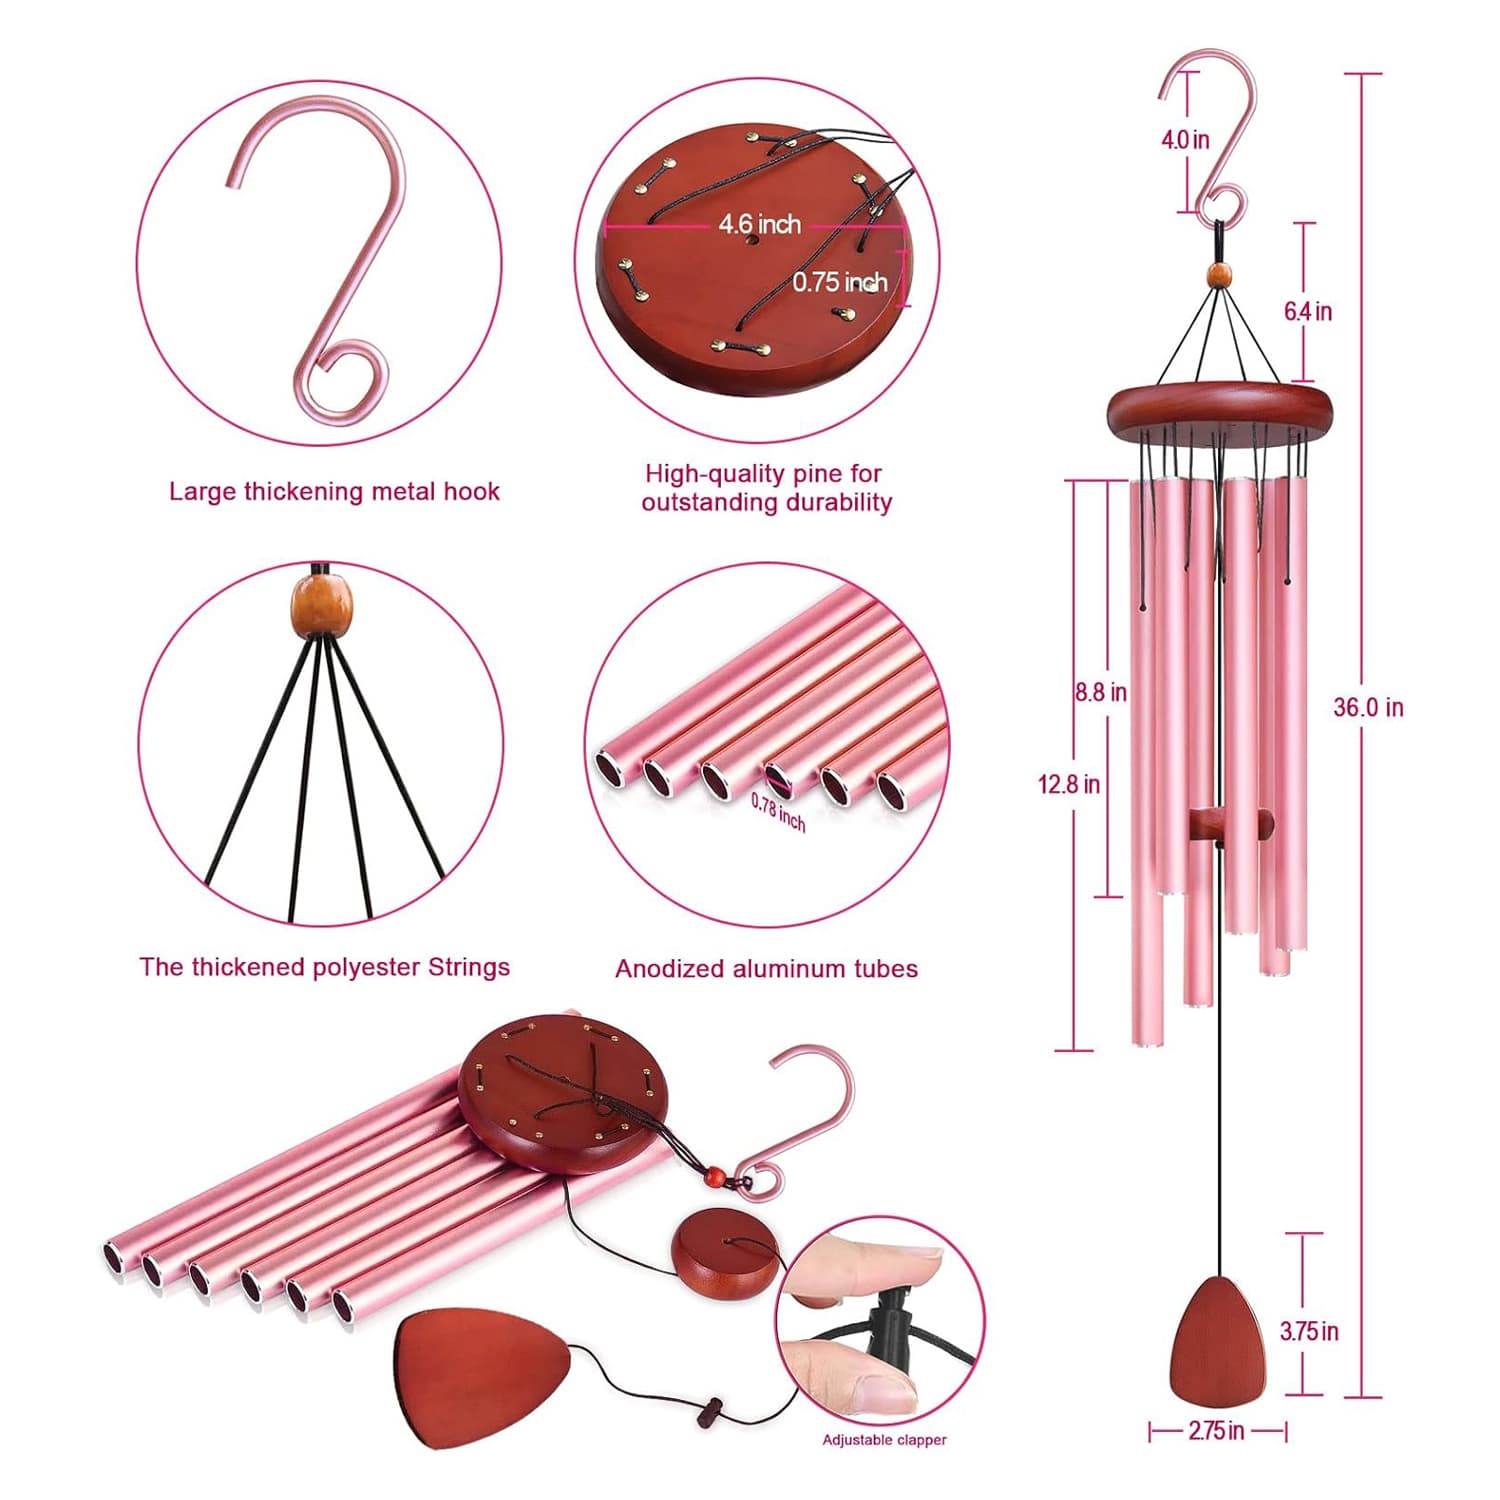 4.6 inch
0.75 inch
Large thickening metal hook
High-quality pine for
outstanding durability
0.78 inch
The thickened polyester Strings
Anodized aluminum tubes
Adjustable clapper
4.0 in
6.4 in
8.8 in
12.8 in
36.0 in
3.75 in
2.75 in